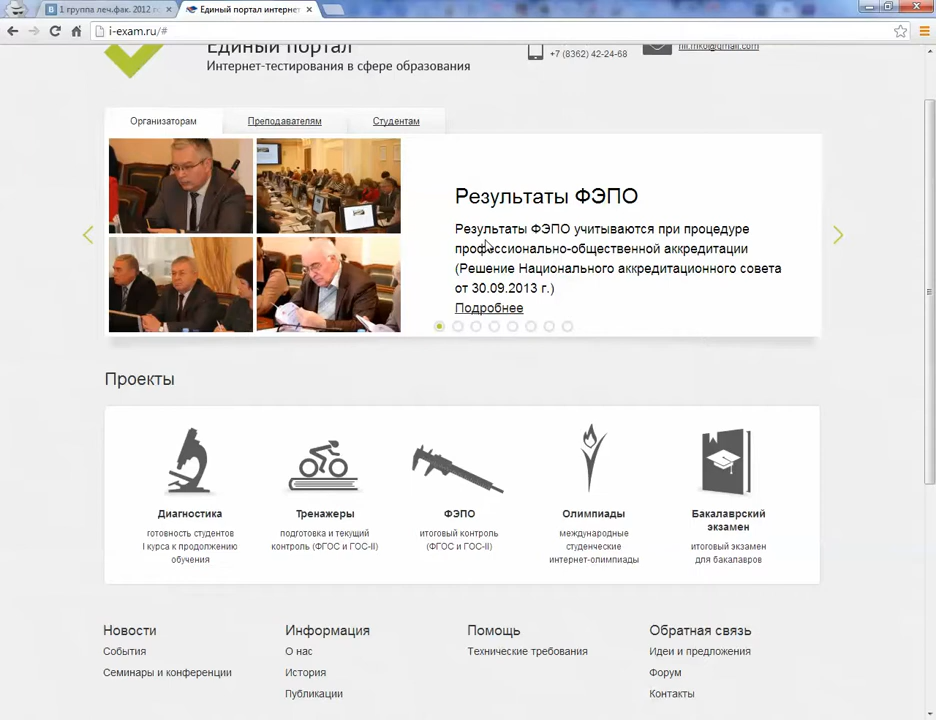 1 группа леч.фак. 2012 г
Единый портал интернет
i-exam.ru/#
Единый портал
Интернет-тестирования в сфере образования
+7 (8362) 42-24-68
nii.mko@gmail.com
Организаторам Преподавателям Студентам
Результаты ФЭПО
Результаты ФЭПО учитываются при процедуре
профессионально-общественной аккредитации
(Решение Национального аккредитационного совета
от 30.09.2013 г.)
Подробнее
Проекты
Диагностика
готовность студентов
I курса к продолжению
обучения
Тренажеры
подготовка и текущий
контроль (ФГОС и ГОС-II)
ФЭПО
итоговый контроль
(ФГОС и ГОС-II)
Олимпиады
международные
студенческие
интернет-олимпиады
Бакалаврский
экзамен
итоговый экзамен
для бакалавров
Новости
События
Семинары и конференции
Информация
О нас
История
Публикации
Помощь
Технические требования
Обратная связь
Идеи и предложения
Форум
Контакты